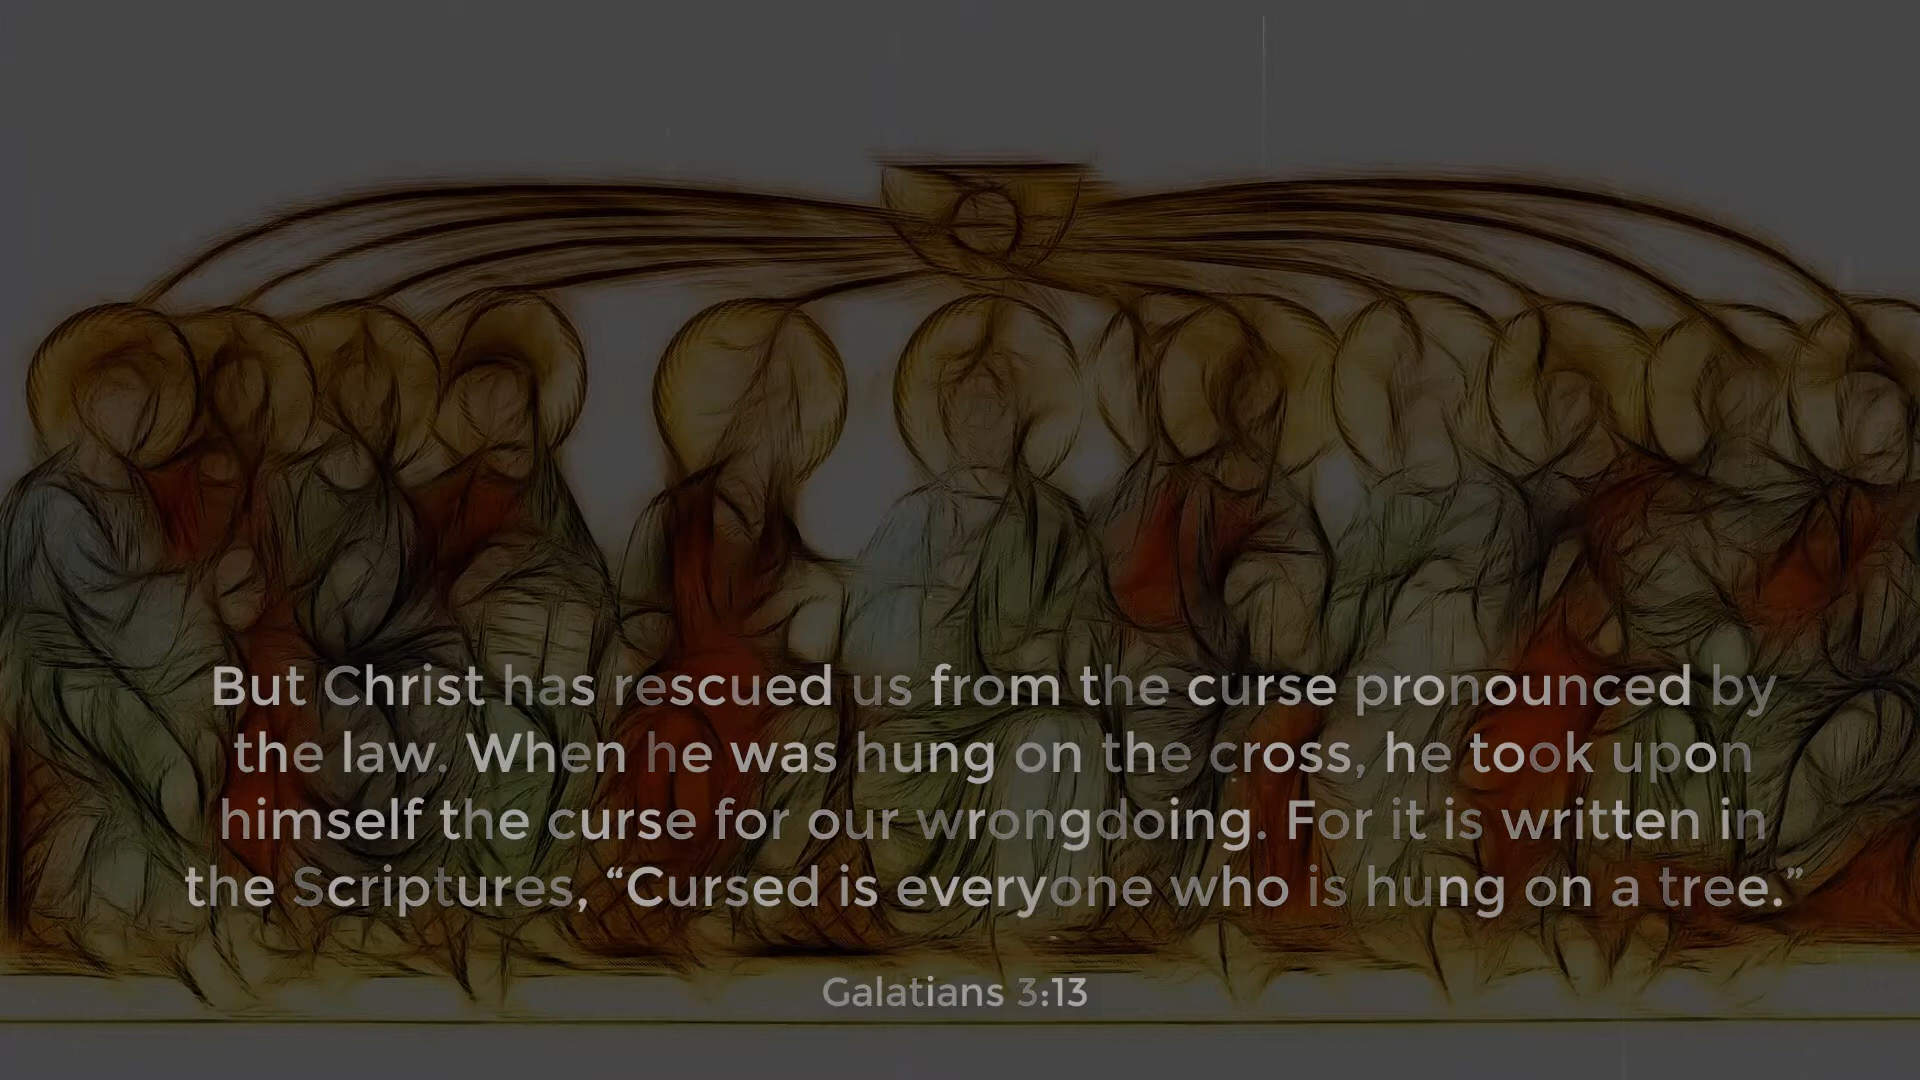 But Christ has rescued us from the curse pronounced by
the law. When he was hung on the cross, he took upon
himself the curse for our wrongdoing. For it is written in
the Scriptures, “Cursed is everyone who is hung on a tree.”
Galatians 3:13